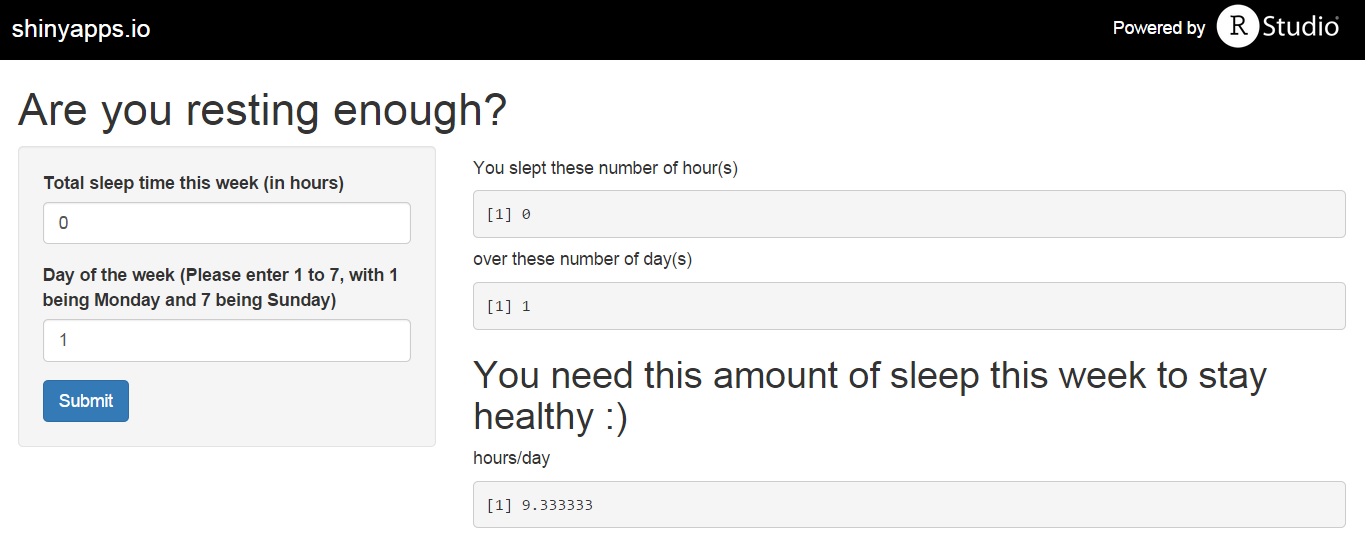 shinyapps.io
Powered by R Studio
Are you resting enough?
Total sleep time this week (in hours)
0
Day of the week (Please enter 1 to 7, with 1
being Monday and 7 being Sunday)
1
Submit
You slept these number of hour(s)
[1] 0
over these number of day(s)
[1] 1
You need this amount of sleep this week to stay
healthy :)
hours/day
[1] 9.333333